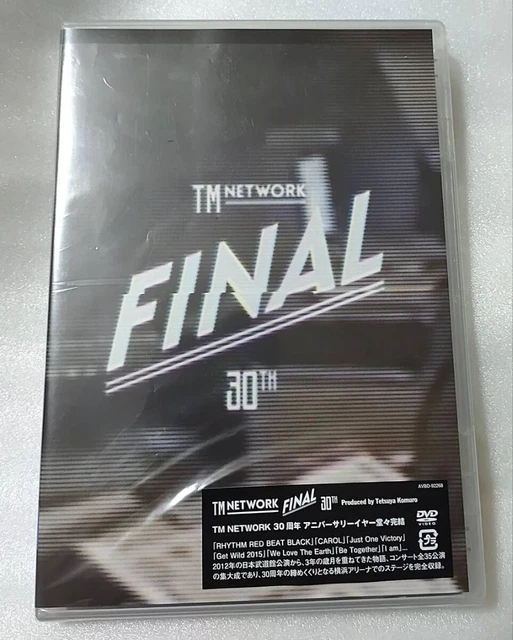 TM NETWORK
FINAL
30TH
AVBD-92268
TM NETWORK FINAL 30TH Produced by Tetsuya Komuro
TM NETWORK 30周年 アニバーサリーイヤー堂々完結
「RHYTHM RED BEAT BLACK」「CAROL」「Just One Victory」
「Get Wild 2015」「We Love The Earth」「Be Together」「I am」...
2012年の日本武道館公演から、3年の歳月を重ねてきた物語、コンサート全35公演
の集大成であり、30周年の締めくくりとなる横浜アリーナでのステージを完全収録。
DVD
VIDEO
プラ